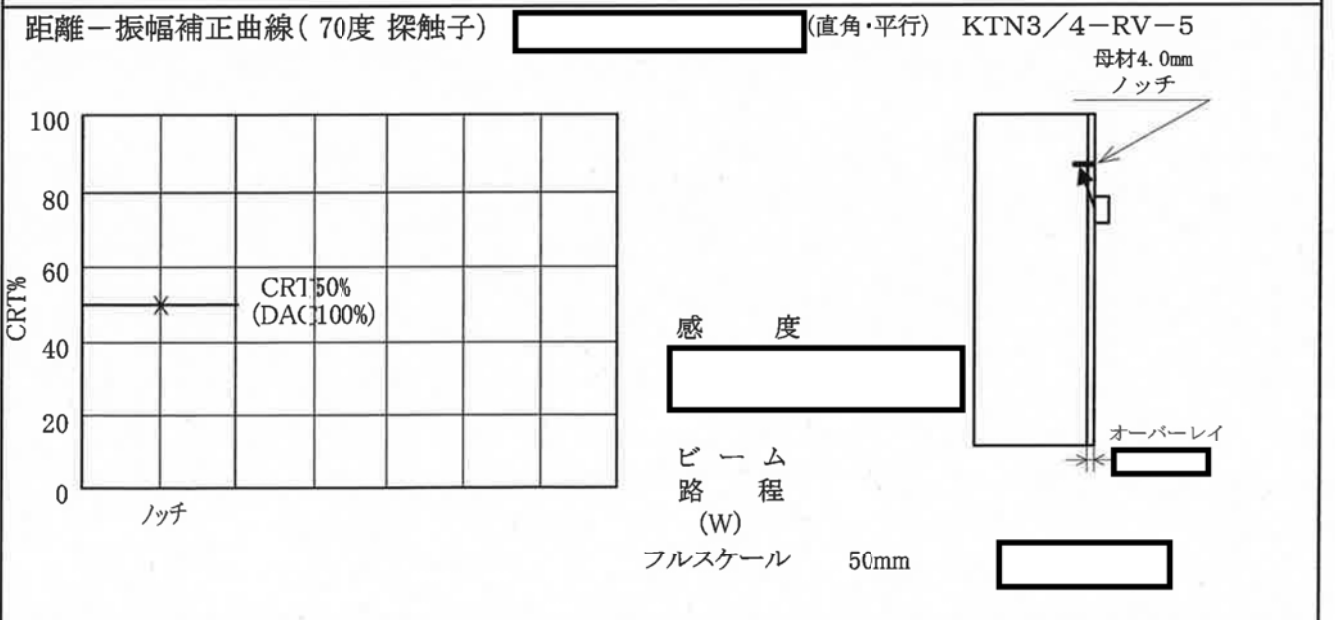 距離－振幅補正曲線( 70度 探触子)
(直角・平行)
KTN3／4－RV－5
母材4.0mm
ノッチ
100
80
60
40
20
0
CRT%
CRT50%
(DAC100%)
ノッチ
感 度
ビ ー ム
路 程
(W)
フルスケール 50mm
オーバーレイ